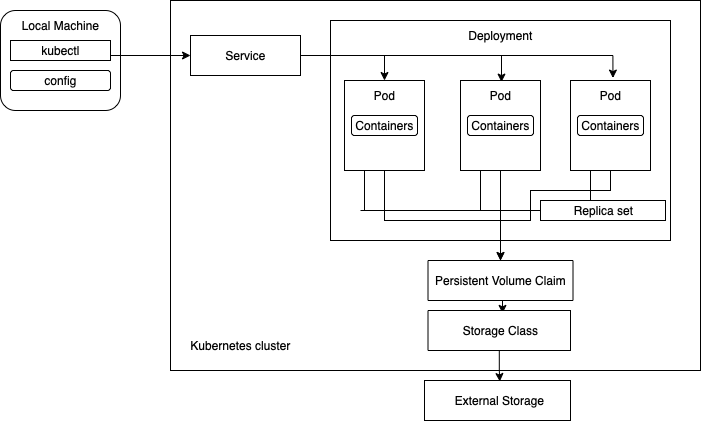 Local Machine
kubectl
config
Service
Deployment
Pod
Containers
Pod
Containers
Pod
Containers
Replica set
Persistent Volume Claim
Storage Class
Kubernetes cluster
External Storage